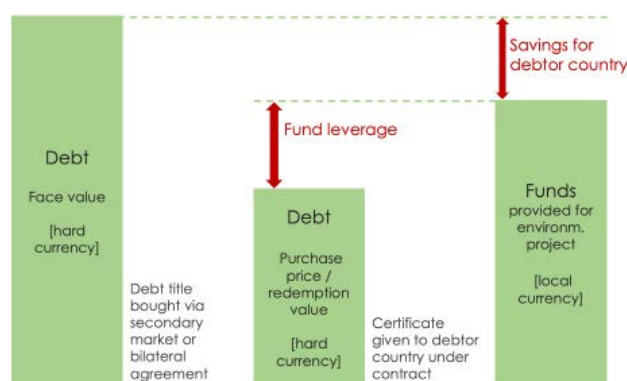 Debt
Face value
[hard
currency]
Debt title
bought via
secondary
market or
bilateral
agreement
Fund leverage
Debt
Purchase
price /
redemption
value
[hard
currency]
Certificate
given to debtor
country under
contract
Savings for
debtor country
Funds
provided for
environm.
project
[local
currency]